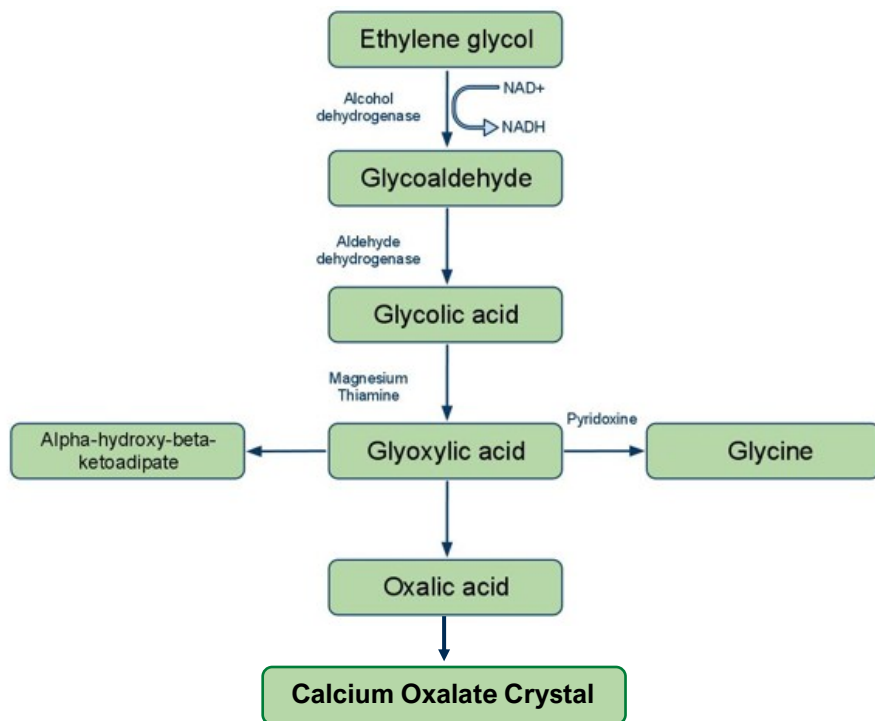 Ethylene glycol
Alcohol
dehydrogenase
NAD+
NADH
Glycoaldehyde
Aldehyde
dehydrogenase
Glycolic acid
Magnesium
Thiamine
Alpha-hydroxy-beta-
ketoadipate
Glyoxylic acid
Pyridoxine
Glycine
Oxalic acid
Calcium Oxalate Crystal